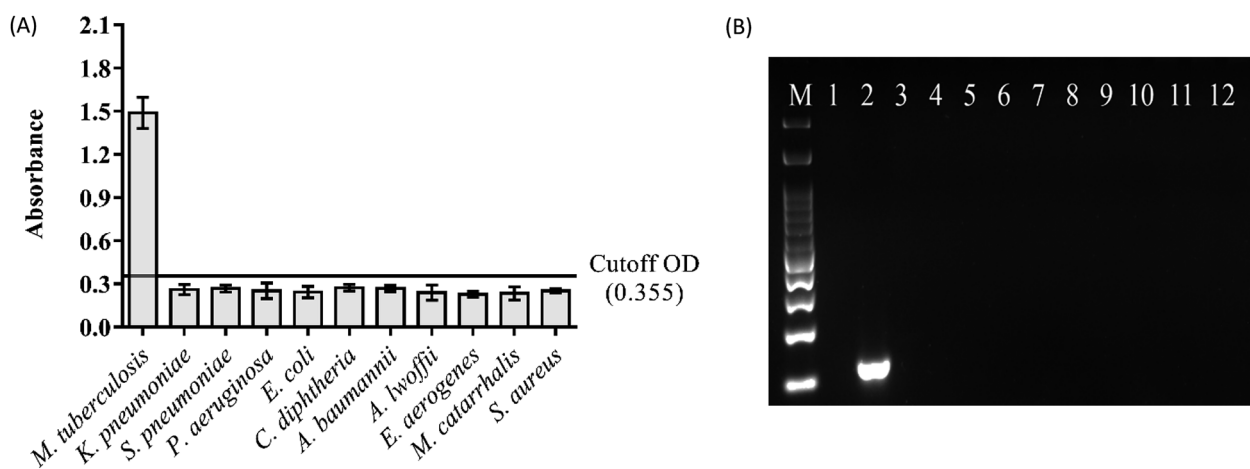 (A)
2.1
1.8
1.5
1.2
0.9
0.6
0.3
0.0
Absorbance
Cutoff OD
(0.355)
M. tuberculosis
K. pneumoniae
S. pneumoniae
P. aeruginosa
E. coli
C. diphtheria
A. baumannii
A. lwoffii
E. aerogenes
M. catarrhalis
S. aureus
(B)
M 1 2 3 4 5 6 7 8 9 10 11 12